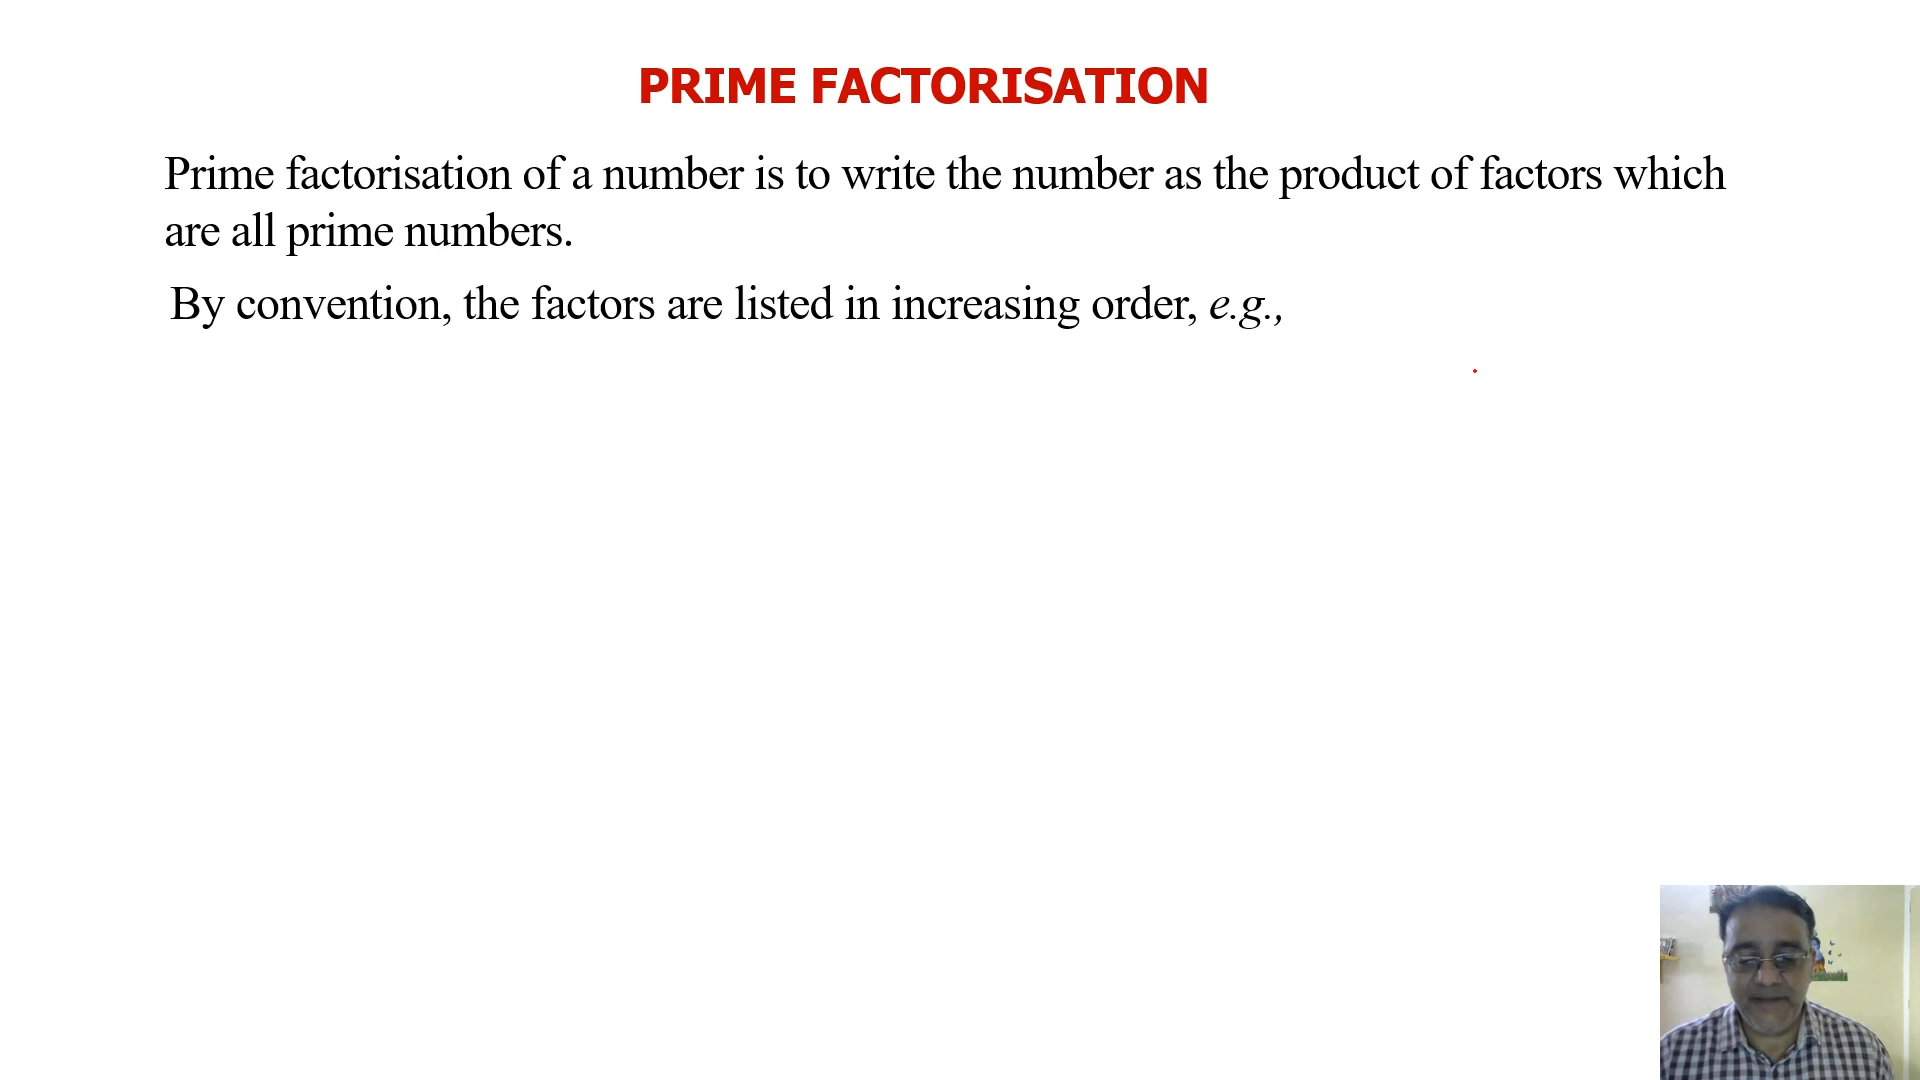 PRIME FACTORISATION
Prime factorisation of a number is to write the number as the product of factors which
are all prime numbers.
By convention, the factors are listed in increasing order, e.g.,